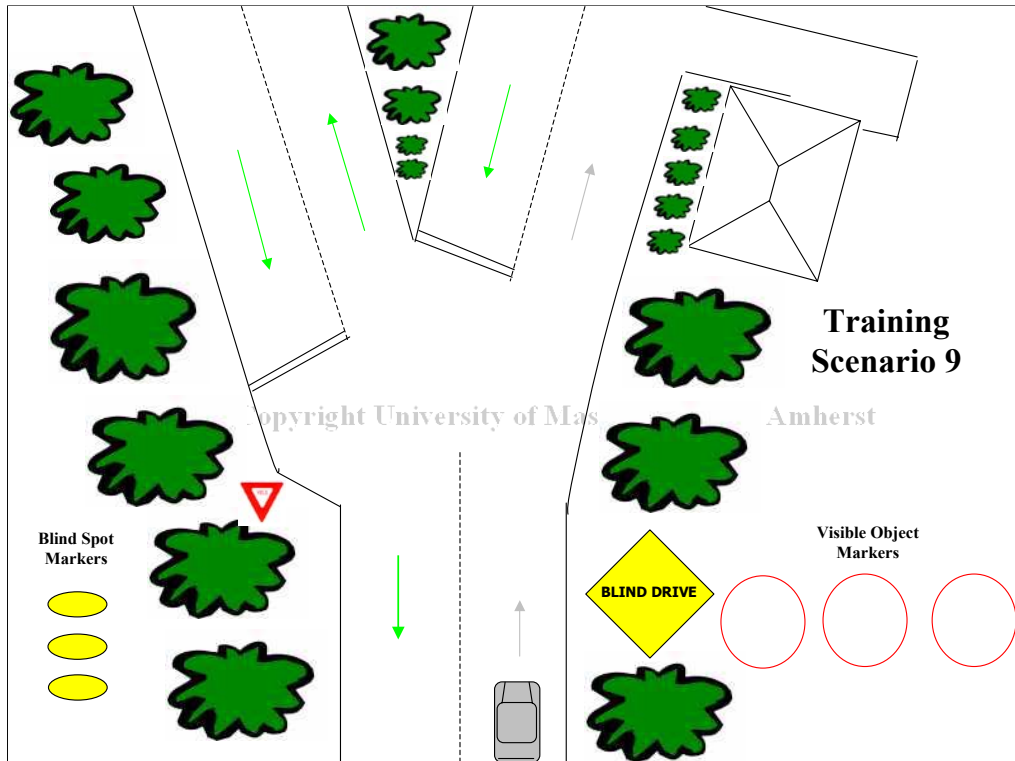 Training
Scenario 9
opyright University of Mas Amherst
Blind Spot
Markers
BLIND DRIVE
Visible Object
Markers